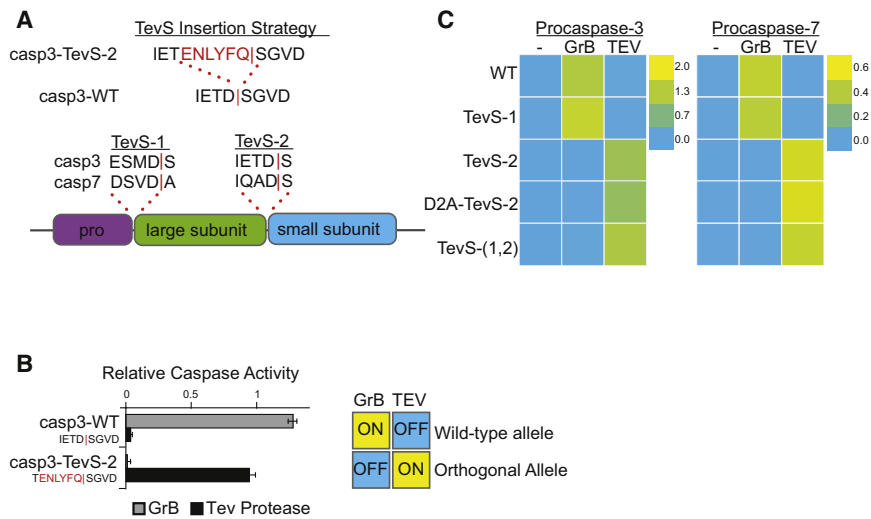 A
TevS Insertion Strategy
casp3-TevS-2 IETENLYFQ|SGVD
casp3-WT IETD|SGVD
TevS-1 TevS-2
casp3 ESMD|S IETD|S
casp7 DSVD|A IQAD|S
pro large subunit small subunit
B
Relative Caspase Activity
0 0.5 1
casp3-WT
IETD|SGVD
casp3-TevS-2
TENLYFQ|SGVD
GrB Tev Protease
GrB TEV
ON OFF Wild-type allele
OFF ON Orthogonal Allele
C
Procaspase-3 Procaspase-7
- GrB TEV - GrB TEV
WT
TevS-1
TevS-2
D2A-TevS-2
TevS-(1,2)
2.0
1.3
0.7
0.0
0.6
0.4
0.2
0.0